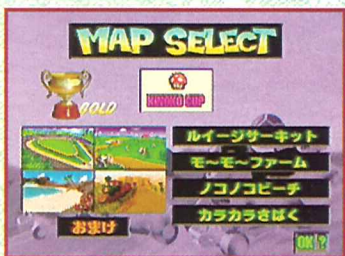 MAP SELECT
GOLD
KINOKO CUP
ルイージサーキット
モ〜モ〜ファーム
ノコノコビーチ
カラカラさばく
おまけ
OK?